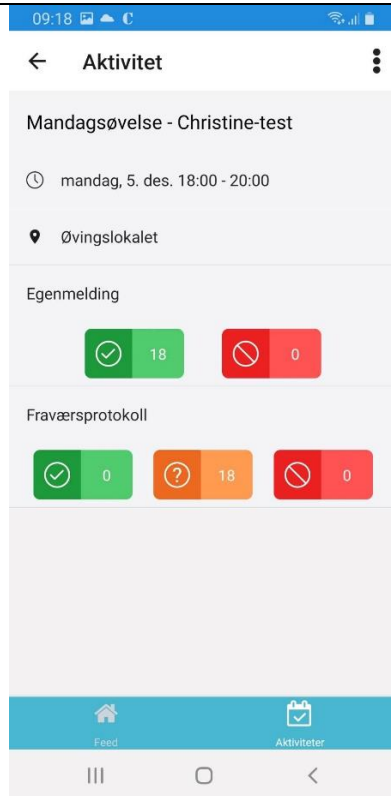 09:18
Aktivitet
Mandagsøvelse - Christine-test
mandag, 5. des. 18:00 - 20:00
Øvingslokalet
Egenmelding
18 0
Fraværsprotokoll
0 ? 18 0
Feed Aktiviteter